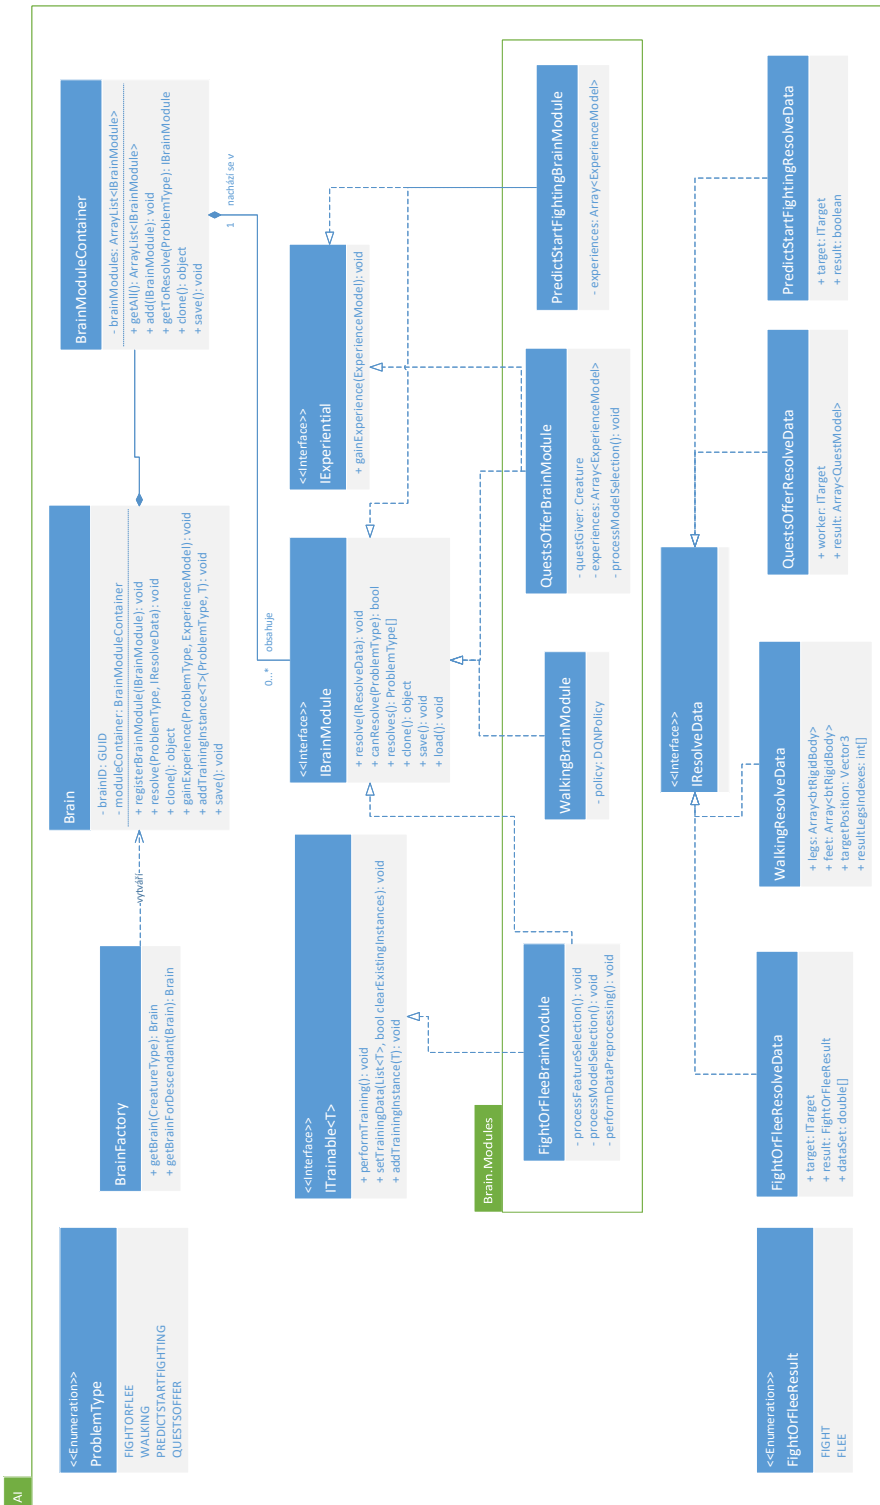 AI
<<Enumeration>>
ProblemType
FIGHTORFLEE
WALKING
PREDICTSTARTFIGHTING
QUESTSOFFER
BrainFactory
+ getBrain(CreatureType): Brain
+ getBrainForDescendant(Brain): Brain
vytváří
Brain
- brainID: GUID
- moduleContainer: BrainModuleContainer
+ registerBrainModule(IBrainModule): void
+ resolve(ProblemType, IResolveData): void
+ clone(): object
+ gainExperience(ProblemType, ExperienceModel): void
+ addTrainingInstance<T>(ProblemType, T): void
+ save(): void
BrainModuleContainer
- brainModules: ArrayList<IBrainModule>
+ getAll(): ArrayList<IBrainModule>
+ add(IBrainModule): void
+ getToResolve(ProblemType): IBrainModule
+ clone(): object
+ save(): void
1
nachází se v
0...*
obsahuje
<<Interface>>
ITrainable<T>
+ performTraining(): void
+ setTrainingData(List<T>, bool clearExistingInstances): void
+ addTrainingInstance(T): void
<<Interface>>
IBrainModule
+ resolve(IResolveData): void
+ canResolve(ProblemType): bool
+ resolves(): ProblemType[]
+ clone(): object
+ save(): void
+ load(): void
<<Interface>>
IExperiential
+ gainExperience(ExperienceModel): void
Brain.Modules
FightOrFleeBrainModule
- processFeatureSelection(): void
- processModelSelection(): void
- performDataPreprocessing(): void
WalkingBrainModule
- policy: DQNPolicy
QuestsOfferBrainModule
- questGiver: Creature
- experiences: Array<ExperienceModel>
- processModelSelection(): void
PredictStartFightingBrainModule
- experiences: Array<ExperienceModel>
<<Interface>>
IResolveData
<<Enumeration>>
FightOrFleeResult
FIGHT
FLEE
FightOrFleeResolveData
+ target: ITarget
+ result: FightOrFleeResult
+ dataSet: double[]
WalkingResolveData
+ legs: Array<btRigidBody>
+ feet: Array<btRigidBody>
+ targetPosition: Vector3
+ resultLegsIndexes: int[]
QuestsOfferResolveData
+ worker: ITarget
+ result: Array<QuestModel>
PredictStartFightingResolveData
+ target: ITarget
+ result: boolean